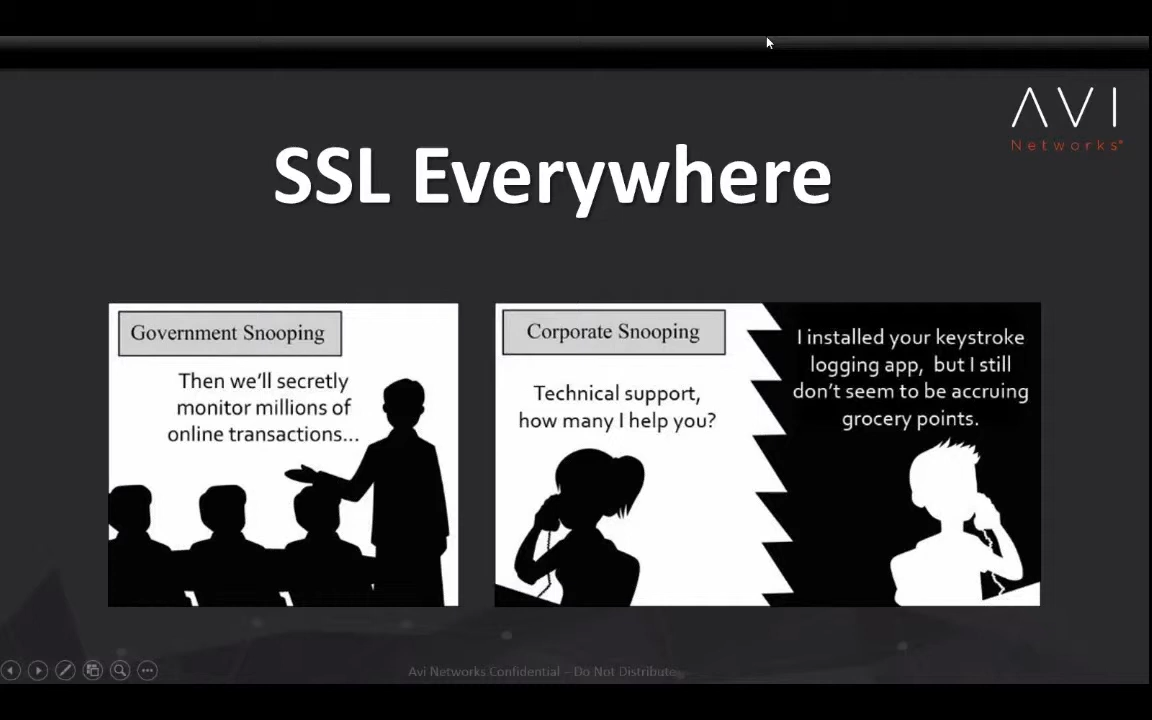 AVI
Networks®
SSL Everywhere
Government Snooping
Then we'll secretly
monitor millions of
online transactions...
Corporate Snooping
Technical support,
how many I help you?
I installed your keystroke
logging app, but I still
don't seem to be accruing
grocery points.
Avi Networks Confidential – Do Not Distribute